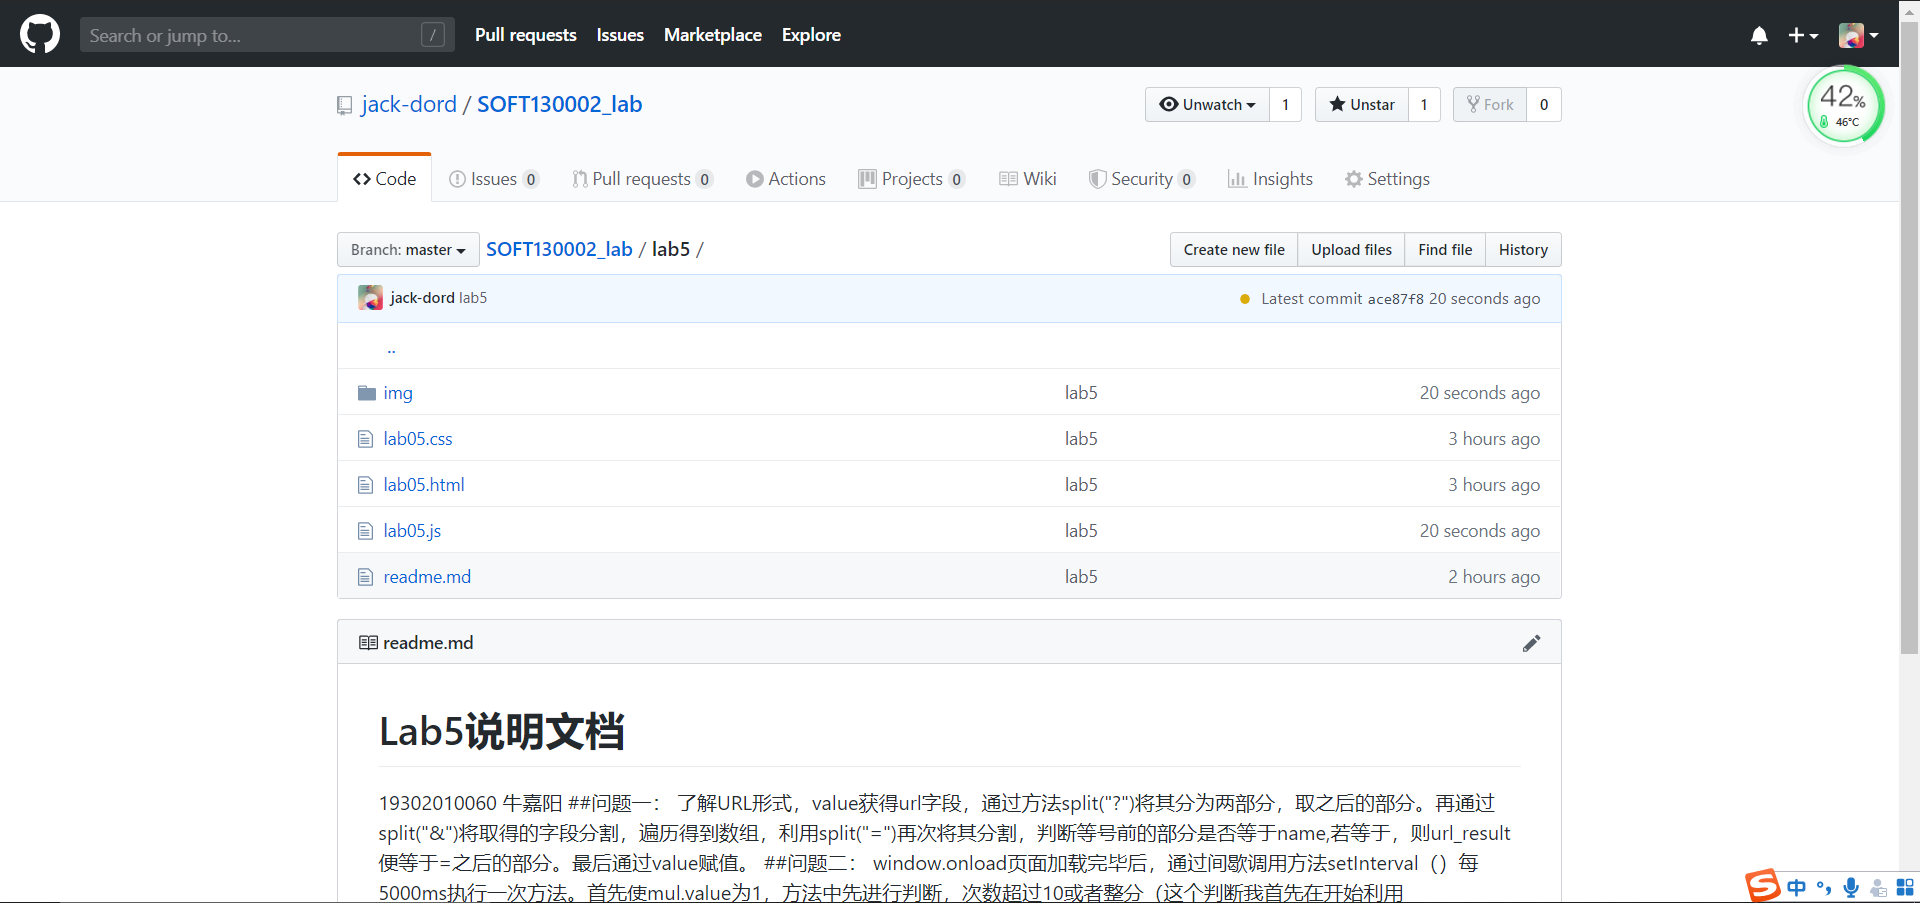 Search or jump to... / Pull requests Issues Marketplace Explore
jack-dord / SOFT130002_lab Unwatch 1 Unstar 1 Fork 0
42%
46°C
Code Issues 0 Pull requests 0 Actions Projects 0 Wiki Security 0 Insights Settings
Branch: master SOFT130002_lab / lab5 / Create new file Upload files Find file History
jack-dord lab5 Latest commit ace87f8 20 seconds ago
..
img lab5 20 seconds ago
lab05.css lab5 3 hours ago
lab05.html lab5 3 hours ago
lab05.js lab5 20 seconds ago
readme.md lab5 2 hours ago
readme.md
Lab5说明文档
19302010060 牛嘉阳 ##问题一： 了解URL形式，value获得url字段，通过方法split("?")将其分为两部分，取之后的部分。再通过
split("&")将取得的字段分割，遍历得到数组，利用split("=")再次将其分割，判断等号前的部分是否等于name,若等于，则url_result
便等于=之后的部分。最后通过value赋值。 ##问题二： window.onload页面加载完毕后，通过间歇调用方法setInterval（）每
5000ms执行一次方法。首先使mul.value为1，方法中先进行判断，次数超过10或者整分（这个判断我首先在开始利用
S 中